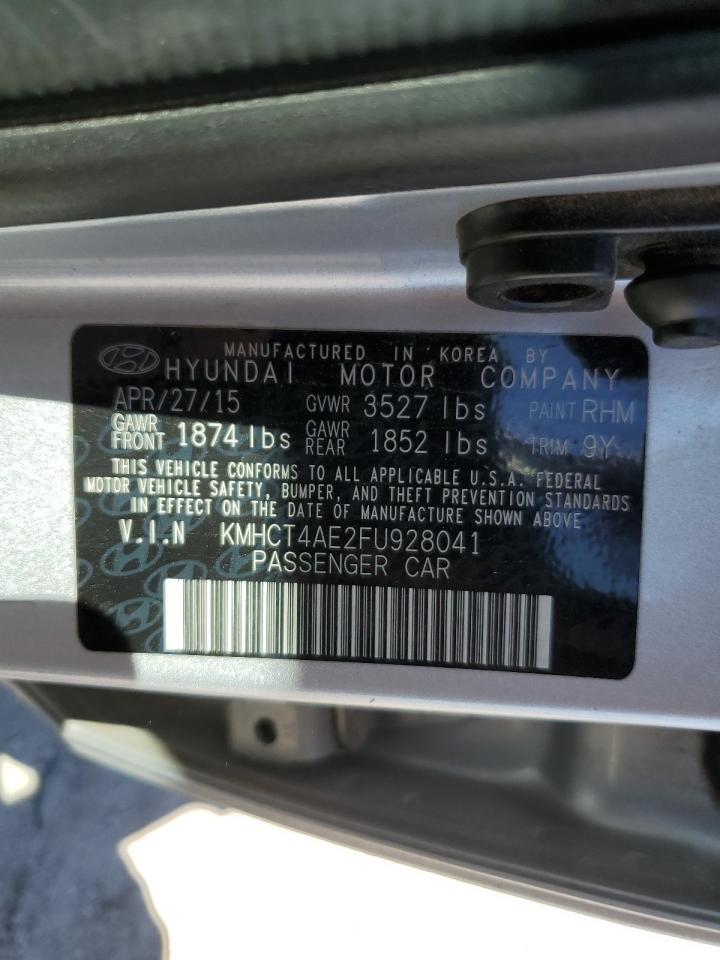 MANUFACTURED IN KOREA BY
HYUNDAI MOTOR COMPANY
APR/27/15 GVWR 3527 lbs PAINT RHM
GAWR FRONT 1874 lbs GAWR REAR 1852 lbs TRIM 9Y
THIS VEHICLE CONFORMS TO ALL APPLICABLE U.S.A. FEDERAL
MOTOR VEHICLE SAFETY, BUMPER, AND THEFT PREVENTION STANDARDS
IN EFFECT ON THE DATE OF MANUFACTURE SHOWN ABOVE.
V.I.N KMHCT4AE2FU928041
PASSENGER CAR